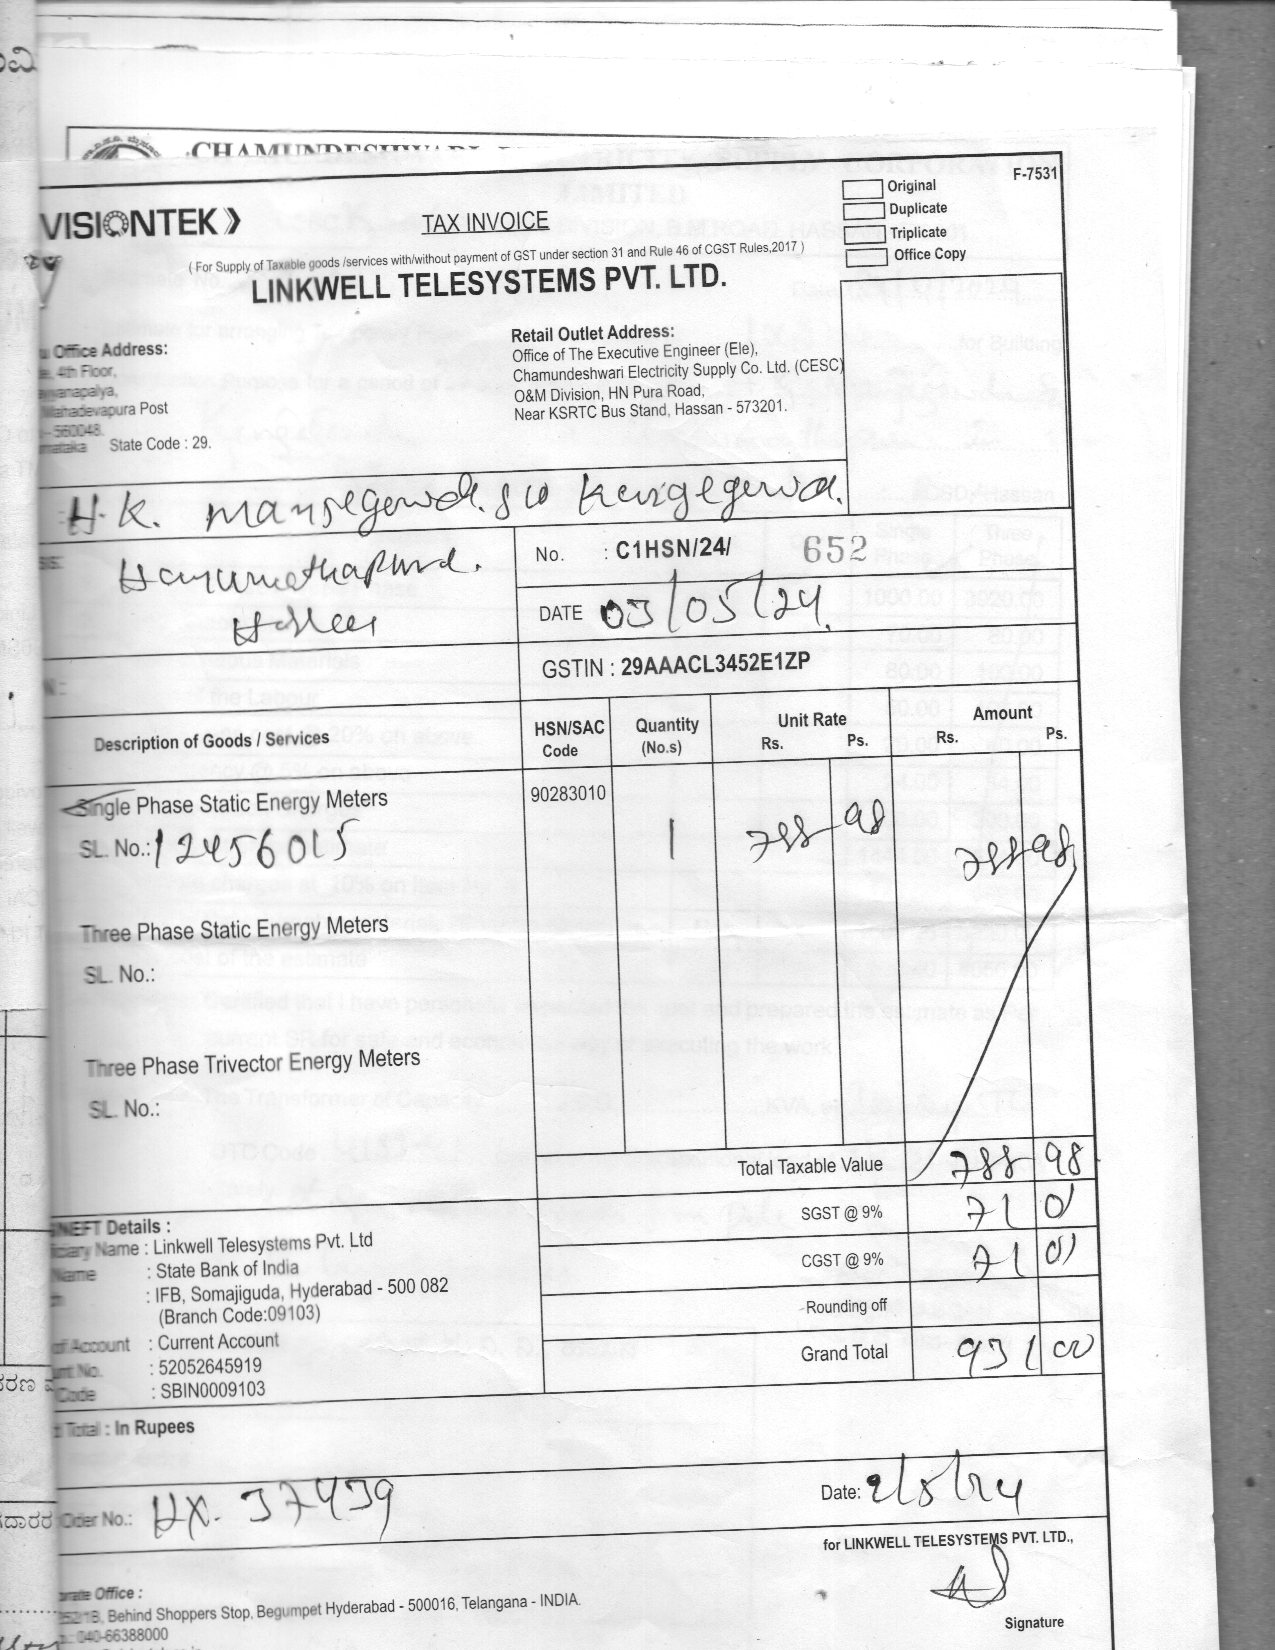 CHAMUNDESHWARI
F-7531
Original
Duplicate
Triplicate
Office Copy
VISIONTEK
TAX INVOICE
( For Supply of Taxable goods /services with/without payment of GST under section 31 and Rule 46 of CGST Rules,2017 )
LINKWELL TELESYSTEMS PVT. LTD.
Office Address:
4th Floor,
Mahadevapura Post
- 560048.
State Code : 29.
Retail Outlet Address:
Office of The Executive Engineer (Ele),
Chamundeshwari Electricity Supply Co. Ltd. (CESC)
O&M Division, HN Pura Road,
Near KSRTC Bus Stand, Hassan - 573201.
H.K. S/O
No. : C1HSN/24/ 652
DATE 03/05/24
GSTIN : 29AAACL3452E1ZP
Description of Goods / Services HSN/SAC Code Quantity (No.s) Unit Rate Rs. Ps. Amount Rs. Ps.
Single Phase Static Energy Meters 90283010
SL. No.: 12456015 1 788 98 788 98
Three Phase Static Energy Meters
SL. No.:
Three Phase Trivector Energy Meters
SL. No.:
Total Taxable Value 788 98
SGST @ 9% 71 01
CGST @ 9% 71 01
Rounding off
Grand Total 931 00
NEFT Details :
Name : Linkwell Telesystems Pvt. Ltd
Name : State Bank of India
: IFB, Somajiguda, Hyderabad - 500 082
(Branch Code:09103)
of Account : Current Account
No. : 52052645919
Code : SBIN0009103
Total : In Rupees
Order No.: HX. 37439
Date: 2/5/24
for LINKWELL TELESYSTEMS PVT. LTD.,
Office :
Behind Shoppers Stop, Begumpet Hyderabad - 500016, Telangana - INDIA.
: 040-66388000
Signature